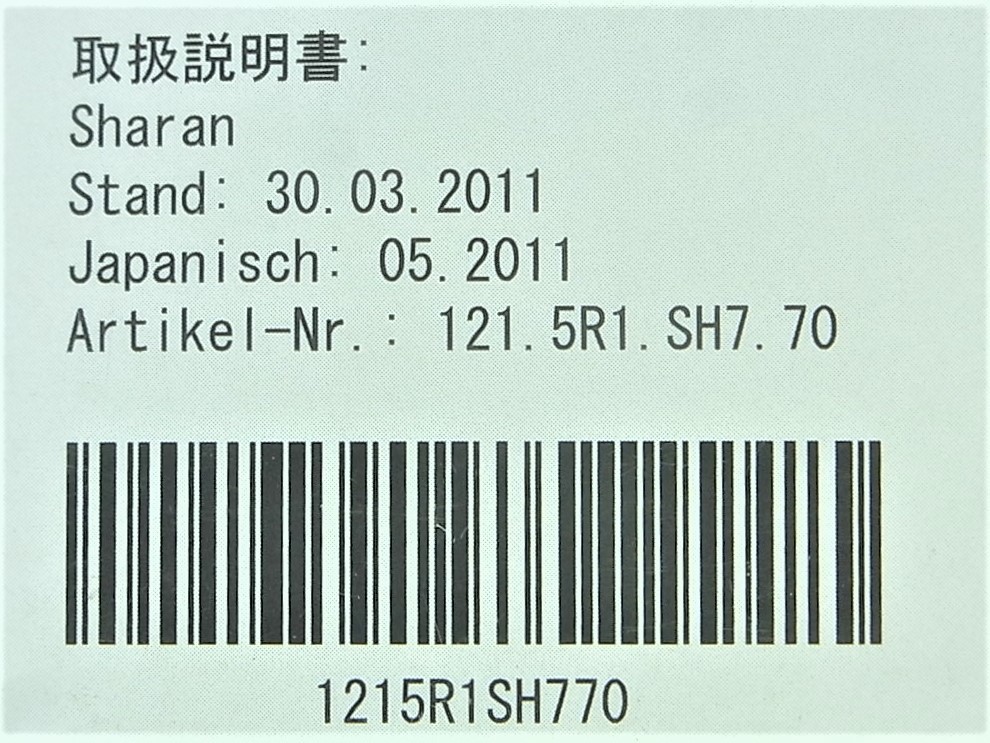 取扱説明書:
Sharan
Stand: 30.03.2011
Japanisch: 05.2011
Artikel-Nr.: 121.5R1.SH7.70
1215R1SH770